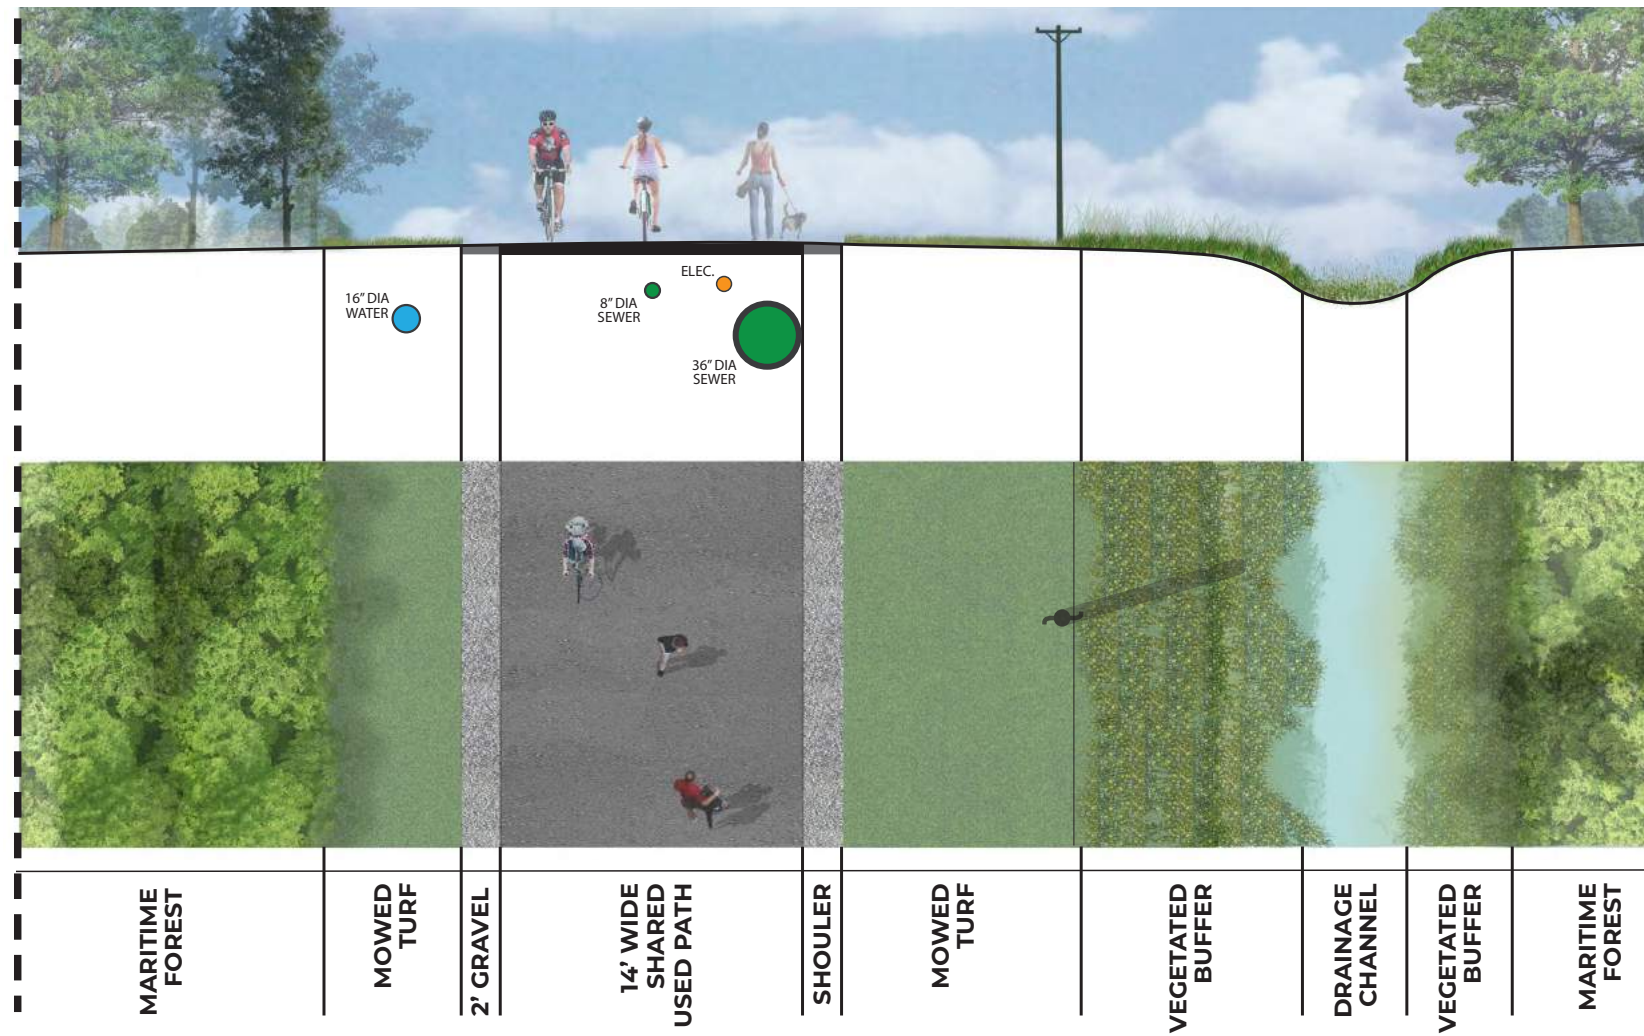 ELEC.
16" DIA
WATER
8" DIA
SEWER
36" DIA
SEWER
MARITIME
FOREST
MOWED
TURF
2' GRAVEL
14' WIDE
SHARED
USED PATH
SHOULER
MOWED
TURF
VEGETATED
BUFFER
DRAINAGE
CHANNEL
VEGETATED
BUFFER
MARITIME
FOREST